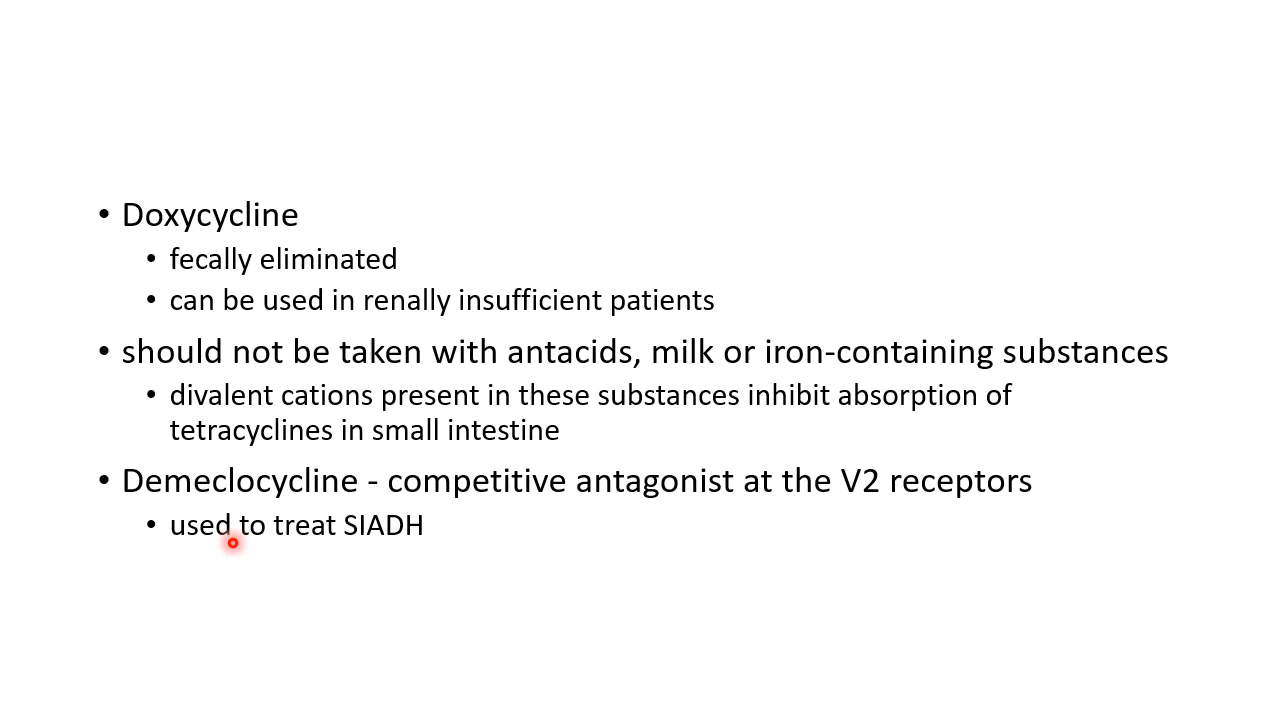 • Doxycycline
• fecally eliminated
• can be used in renally insufficient patients
• should not be taken with antacids, milk or iron-containing substances
• divalent cations present in these substances inhibit absorption of
tetracyclines in small intestine
• Demeclocycline - competitive antagonist at the V2 receptors
• used to treat SIADH